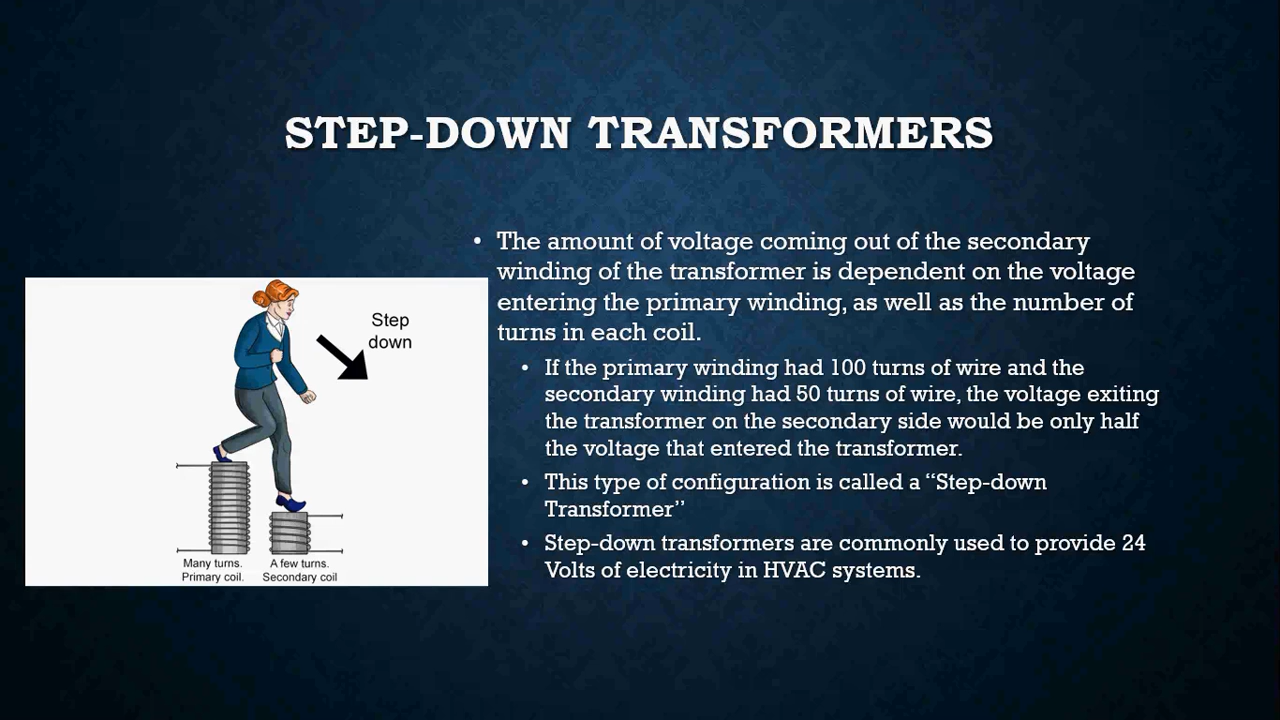 STEP-DOWN TRANSFORMERS
• The amount of voltage coming out of the secondary
winding of the transformer is dependent on the voltage
entering the primary winding, as well as the number of
turns in each coil.
• If the primary winding had 100 turns of wire and the
secondary winding had 50 turns of wire, the voltage exiting
the transformer on the secondary side would be only half
the voltage that entered the transformer.
• This type of configuration is called a “Step-down
Transformer”
• Step-down transformers are commonly used to provide 24
Volts of electricity in HVAC systems.
Step
down
Many turns.
Primary coil.
A few turns.
Secondary coil